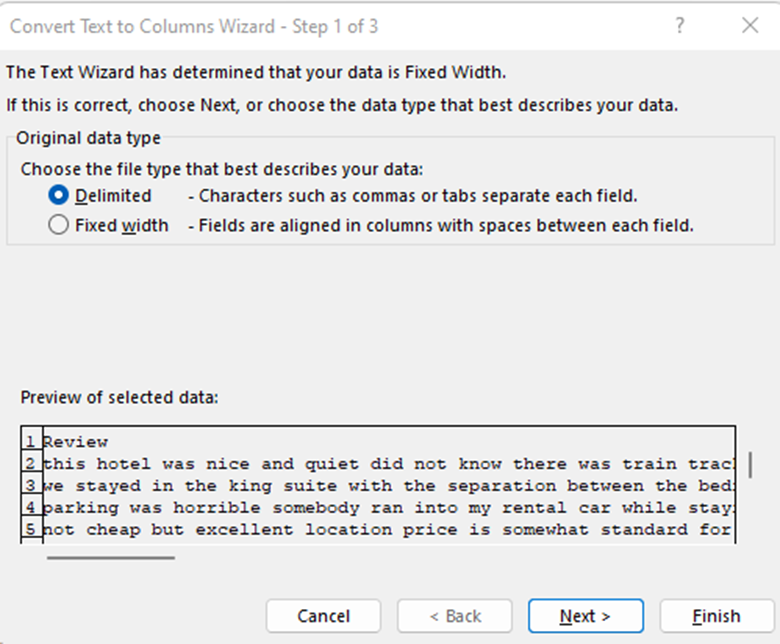 Convert Text to Columns Wizard - Step 1 of 3 ?
The Text Wizard has determined that your data is Fixed Width.
If this is correct, choose Next, or choose the data type that best describes your data.
Original data type
Choose the file type that best describes your data:
Delimited - Characters such as commas or tabs separate each field.
Fixed width - Fields are aligned in columns with spaces between each field.
Preview of selected data:
1 Review
2 this hotel was nice and quiet did not know there was train
3 we stayed in the king suite with the separation between the
4 parking was horrible somebody ran into my rental car while
5 not cheap but excellent location price is somewhat standard for
Cancel < Back Next > Finish